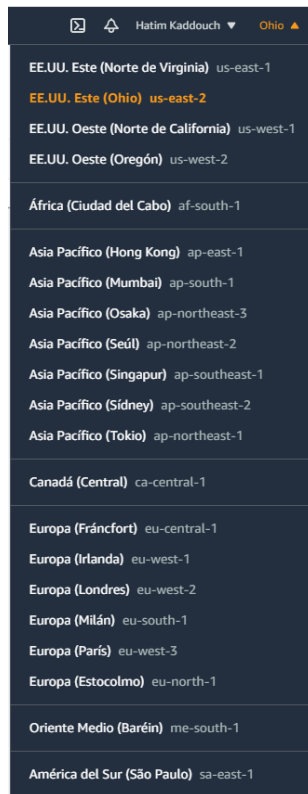 Hatim Kaddouch ▼ Ohio ▲
EE.UU. Este (Norte de Virginia) us-east-1
EE.UU. Este (Ohio) us-east-2
EE.UU. Oeste (Norte de California) us-west-1
EE.UU. Oeste (Oregón) us-west-2
África (Ciudad del Cabo) af-south-1
Asia Pacífico (Hong Kong) ap-east-1
Asia Pacífico (Mumbai) ap-south-1
Asia Pacífico (Osaka) ap-northeast-3
Asia Pacífico (Seúl) ap-northeast-2
Asia Pacífico (Singapur) ap-southeast-1
Asia Pacífico (Sídney) ap-southeast-2
Asia Pacífico (Tokio) ap-northeast-1
Canadá (Central) ca-central-1
Europa (Fráncfort) eu-central-1
Europa (Irlanda) eu-west-1
Europa (Londres) eu-west-2
Europa (Milán) eu-south-1
Europa (París) eu-west-3
Europa (Estocolmo) eu-north-1
Oriente Medio (Baréin) me-south-1
América del Sur (São Paulo) sa-east-1